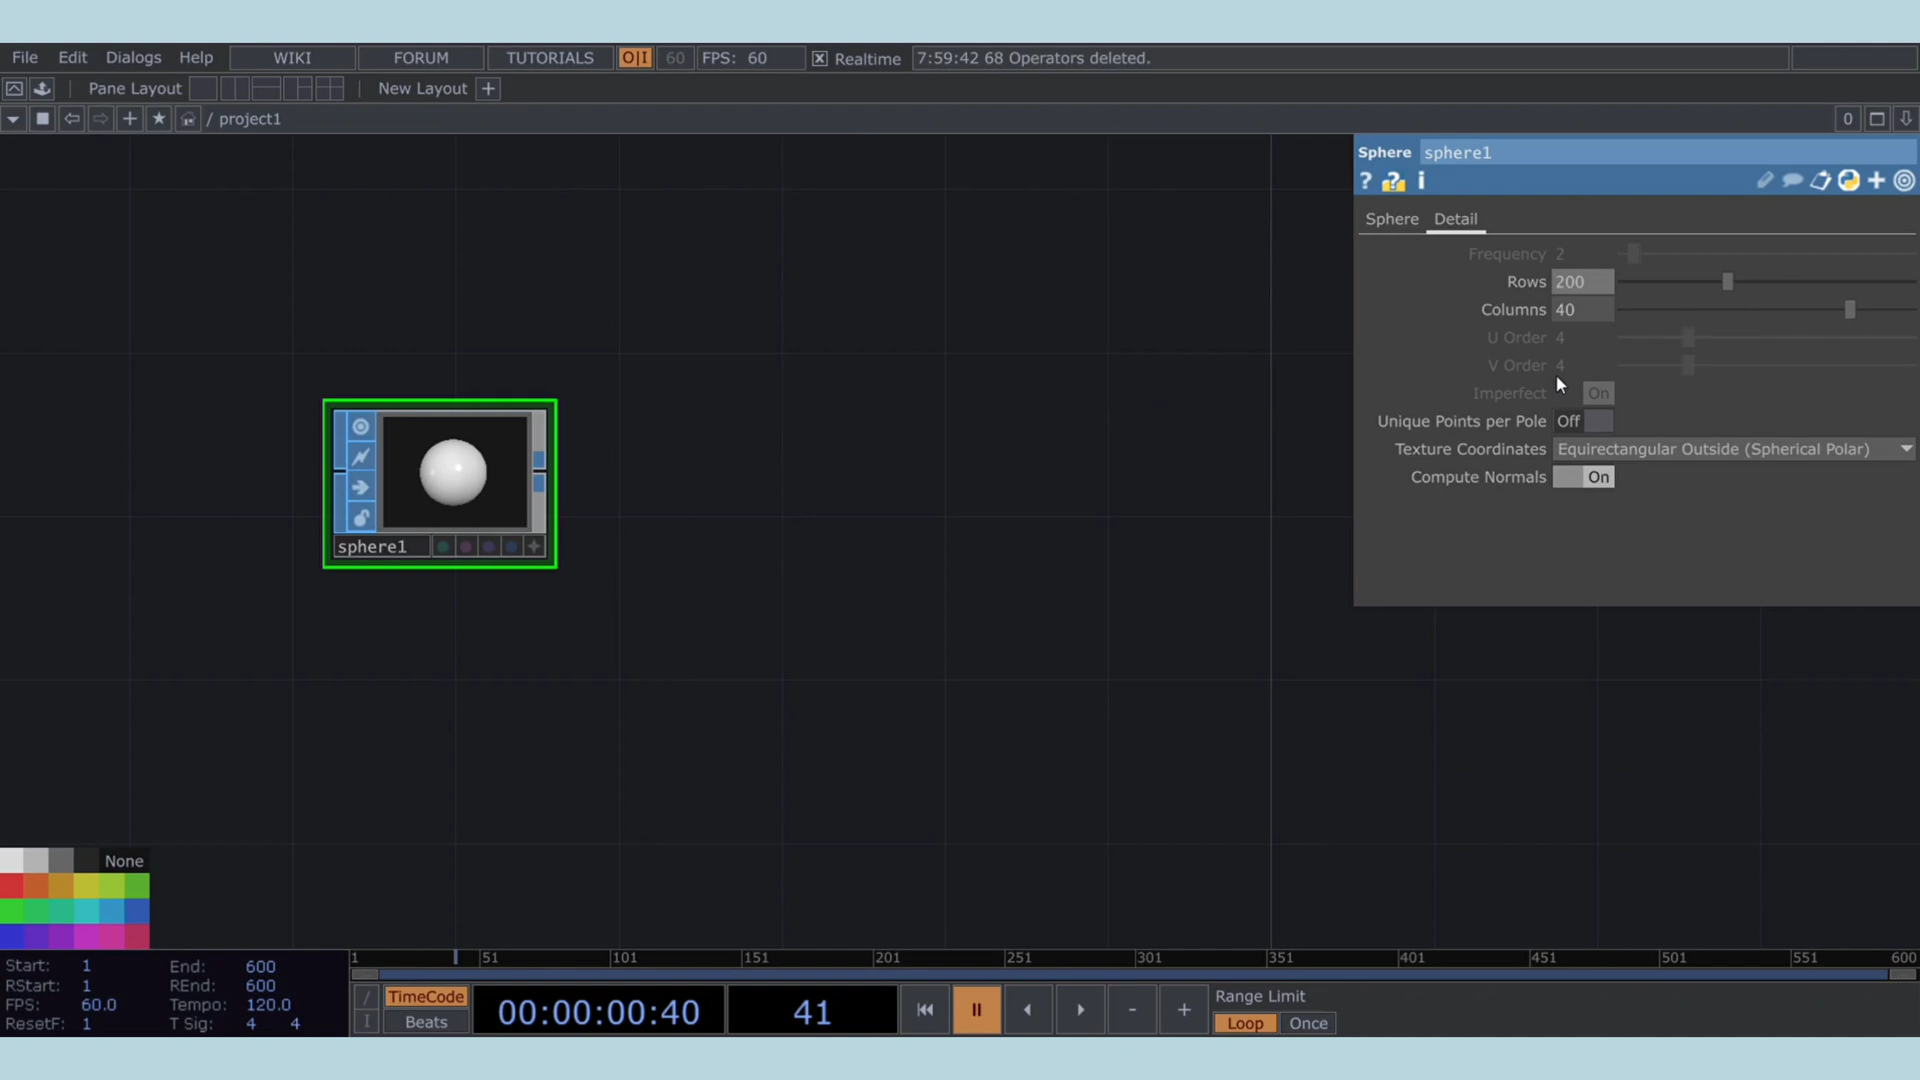 File Edit Dialogs Help WIKI FORUM TUTORIALS O|I 60 FPS: 60 Realtime 7:59:42 68 Operators deleted.
Pane Layout New Layout +
/ project1 0
Sphere sphere1
? ? i
Sphere Detail
Frequency 2
Rows 200
Columns 40
U Order 4
V Order 4
Imperfect On
Unique Points per Pole Off
Texture Coordinates Equirectangular Outside (Spherical Polar)
Compute Normals On
sphere1
None
1 51 101 151 201 251 301 351 401 451 501 551 600
Start: 1 End: 600
RStart: 1 REnd: 600
FPS: 60.0 Tempo: 120.0
ResetF: 1 T Sig: 4 4
/ TimeCode 00:00:00:40 41 - + Range Limit
I Beats Loop Once